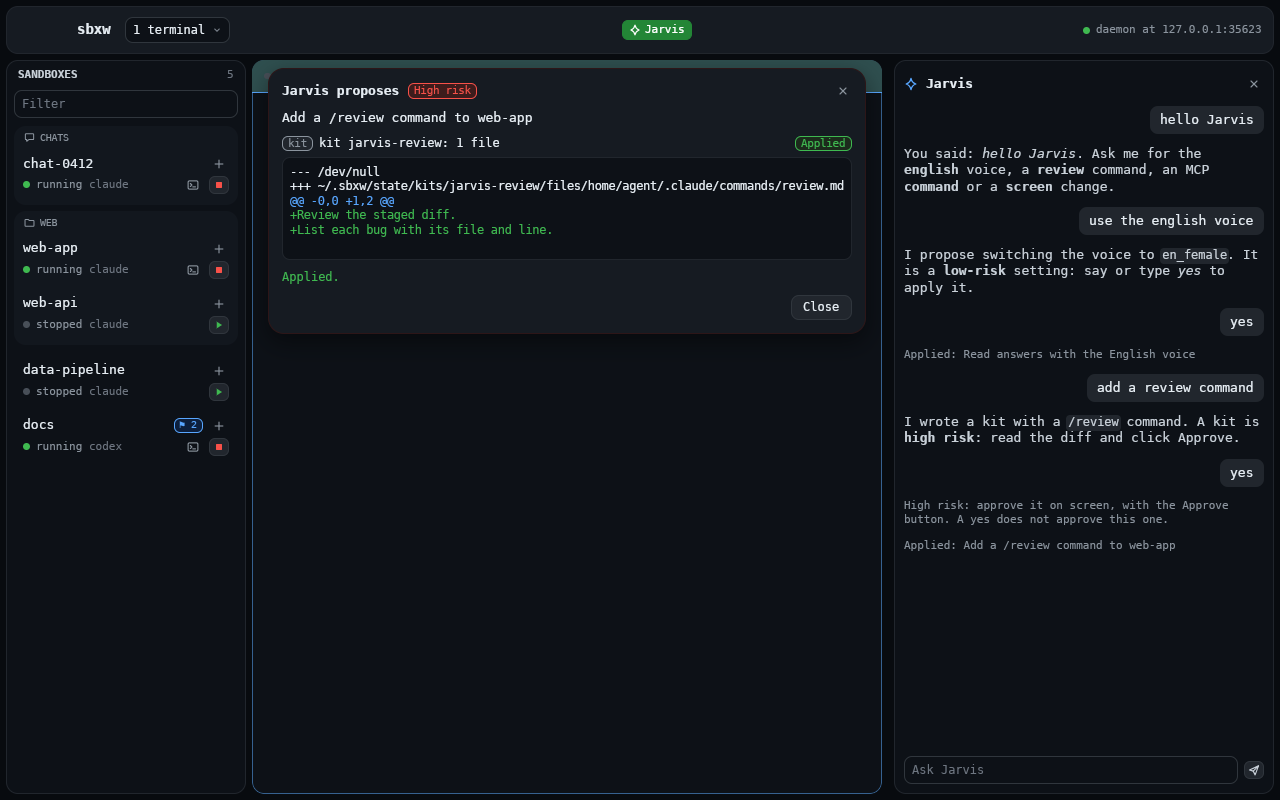 sbxw
1 terminal
Jarvis
daemon at 127.0.0.1:35623
SANDBOXES 5
Filter
CHATS
chat-0412
running claude
WEB
web-app
running claude
web-api
stopped claude
data-pipeline
stopped claude
docs 2
running codex
Jarvis proposes High risk
Add a /review command to web-app
kit kit jarvis-review: 1 file Applied
--- /dev/null
+++ ~/.sbxw/state/kits/jarvis-review/files/home/agent/.claude/commands/review.md
@@ -0,0 +1,2 @@
+Review the staged diff.
+List each bug with its file and line.
Applied.
Close
Jarvis
hello Jarvis
You said: hello Jarvis. Ask me for the
english voice, a review command, an MCP
command or a screen change.
use the english voice
I propose switching the voice to en_female. It
is a low-risk setting: say or type yes to
apply it.
yes
Applied: Read answers with the English voice
add a review command
I wrote a kit with a /review command. A kit is
high risk: read the diff and click Approve.
yes
High risk: approve it on screen, with the Approve
button. A yes does not approve this one.
Applied: Add a /review command to web-app
Ask Jarvis